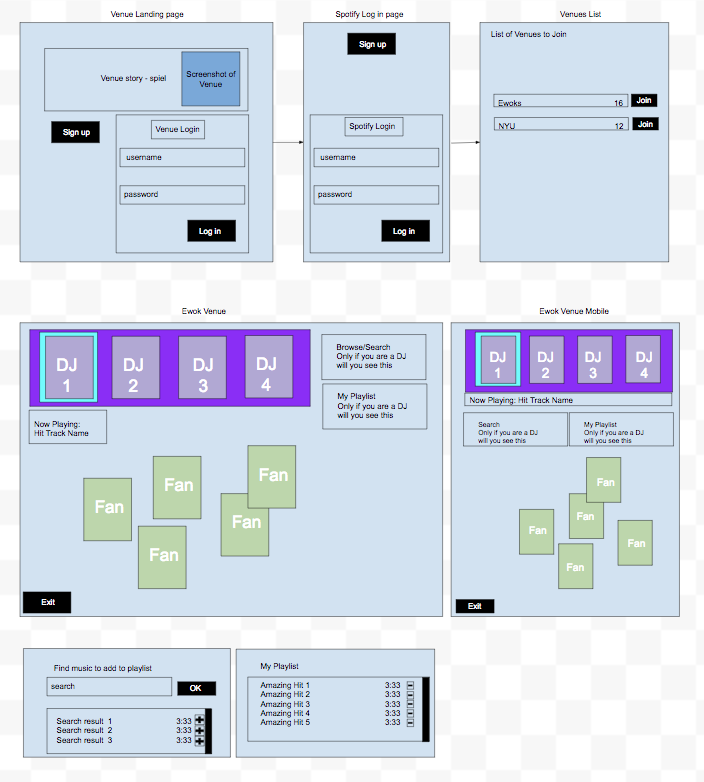 Venue Landing page
Venue story - spiel
Screenshot of
Venue
Sign up
Venue Login
username
password
Log in
Spotify Log in page
Sign up
Spotify Login
username
password
Log in
Venues List
List of Venues to Join
Ewoks 16 Join
NYU 12 Join
Ewok Venue
DJ
1
DJ
2
DJ
3
DJ
4
Browse/Search
Only if you are a DJ
will you see this
My Playlist
Only if you are a DJ
will you see this
Now Playing:
Hit Track Name
Fan
Fan
Fan
Fan
Fan
Exit
Ewok Venue Mobile
DJ
1
DJ
2
DJ
3
DJ
4
Now Playing: Hit Track Name
Search
Only if you are a DJ
will you see this
My Playlist
Only if you are a DJ
will you see this
Fan
Fan
Fan
Fan
Fan
Exit
Find music to add to playlist
search
OK
Search result 1 3:33 +
Search result 2 3:33 +
Search result 3 3:33 +
My Playlist
Amazing Hit 1 3:33 -
Amazing Hit 2 3:33 -
Amazing Hit 3 3:33 -
Amazing Hit 4 3:33 -
Amazing Hit 5 3:33 -